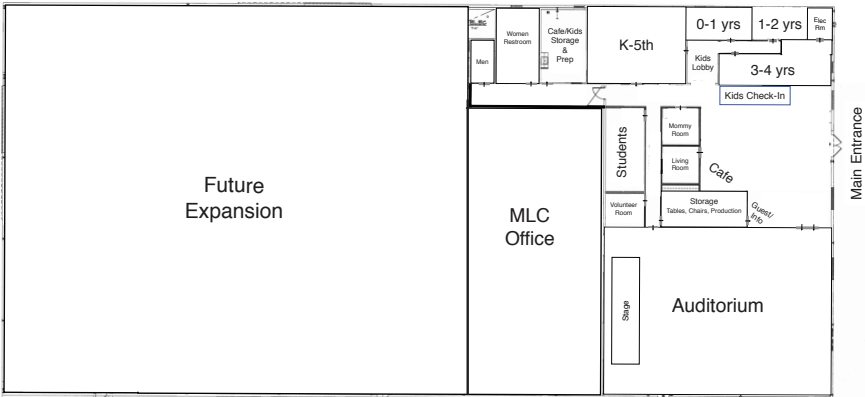 Future
Expansion
Women
Restroom
Men
Cafe/Kids
Storage
&
Prep
K-5th
0-1 yrs
1-2 yrs
Elec
Rm
Kids
Lobby
3-4 yrs
Kids Check-In
Main Entrance
Students
Mommy
Room
Living
Room
Cafe
Volunteer
Room
Storage
Tables, Chairs, Production
Guest/
Info
MLC
Office
Stage
Auditorium